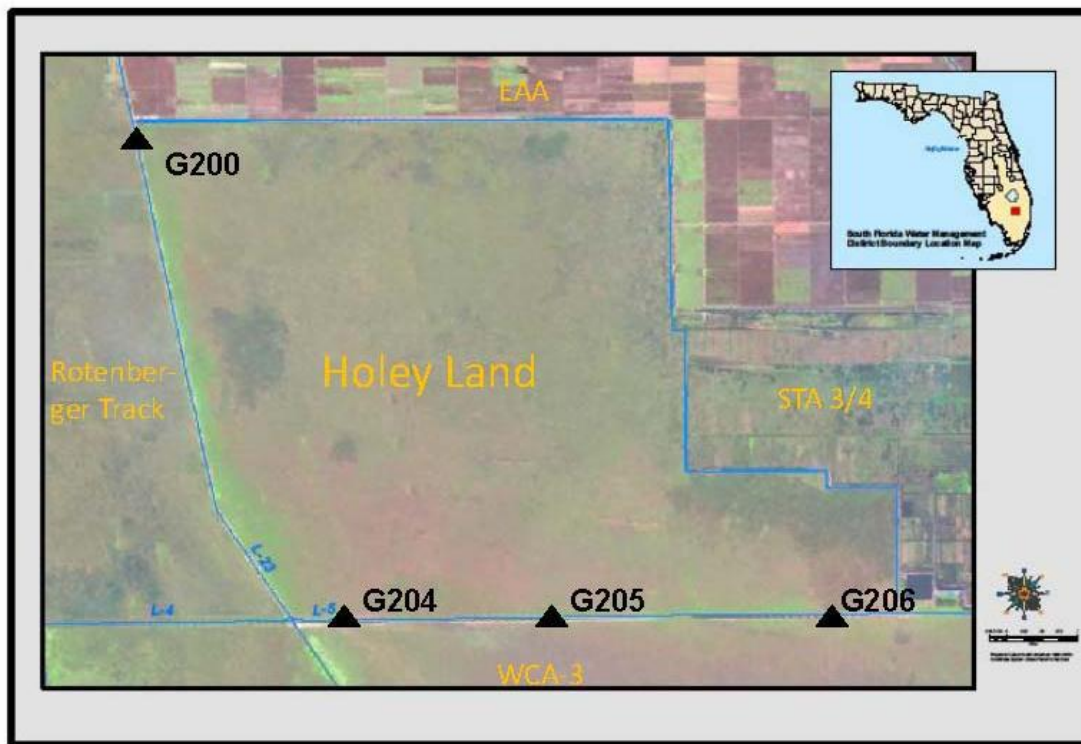 EAA
G200
South Florida Water Management
District Boundary Location Map
Rotenber-
ger Track
Holey Land
STA 3/4
L-23
L-4
L-5
G204
G205
G206
WCA-3